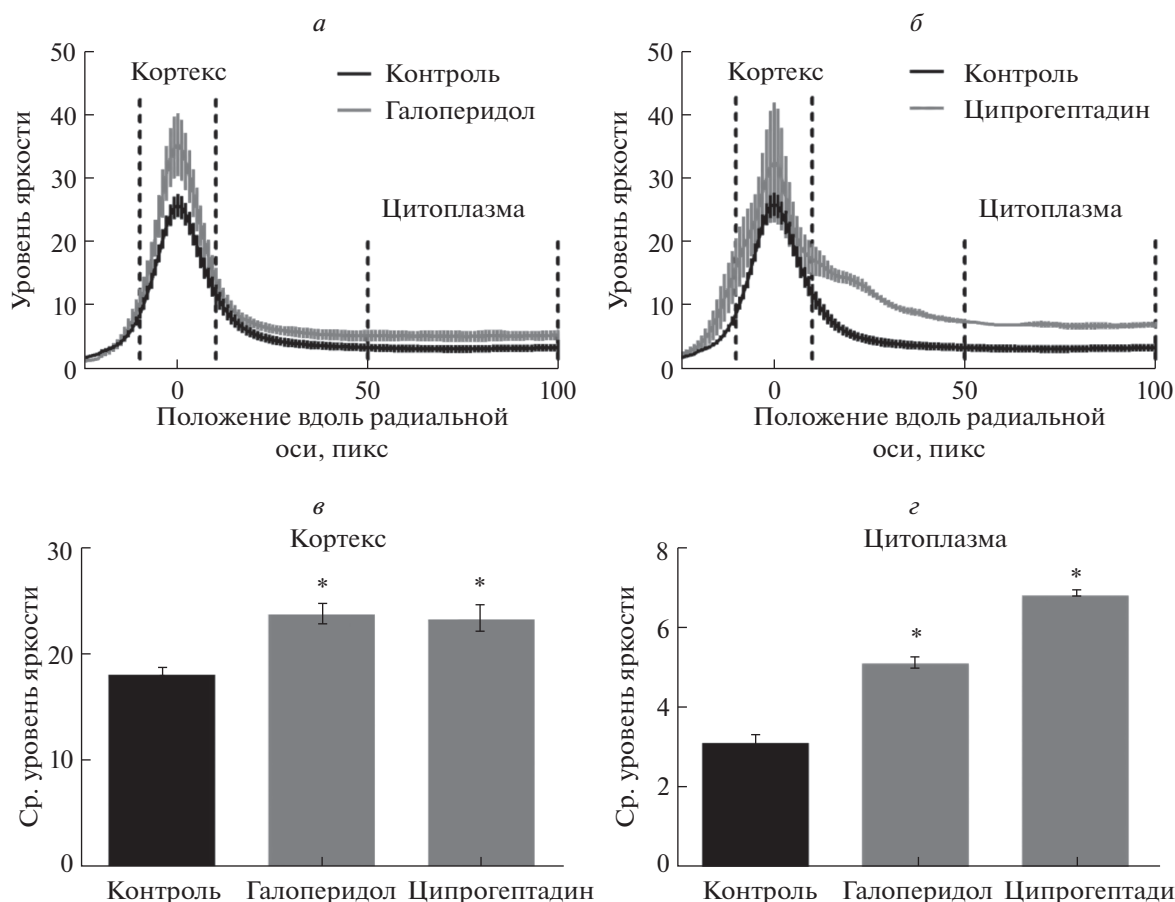 а
50
40
30
20
10
0
Уровень яркости
Кортекс
Контроль
Галоперидол
Цитоплазма
0
50
100
Положение вдоль радиальной
оси, пикс
б
50
40
30
20
10
0
Уровень яркости
Кортекс
Контроль
Ципрогептадин
Цитоплазма
0
50
100
Положение вдоль радиальной
оси, пикс
в
Кортекс
30
20
10
0
Ср. уровень яркости
*
*
Контроль
Галоперидол
Ципрогептадин
г
Цитоплазма
8
6
4
2
0
Ср. уровень яркости
*
*
Контроль
Галоперидол
Ципрогептади